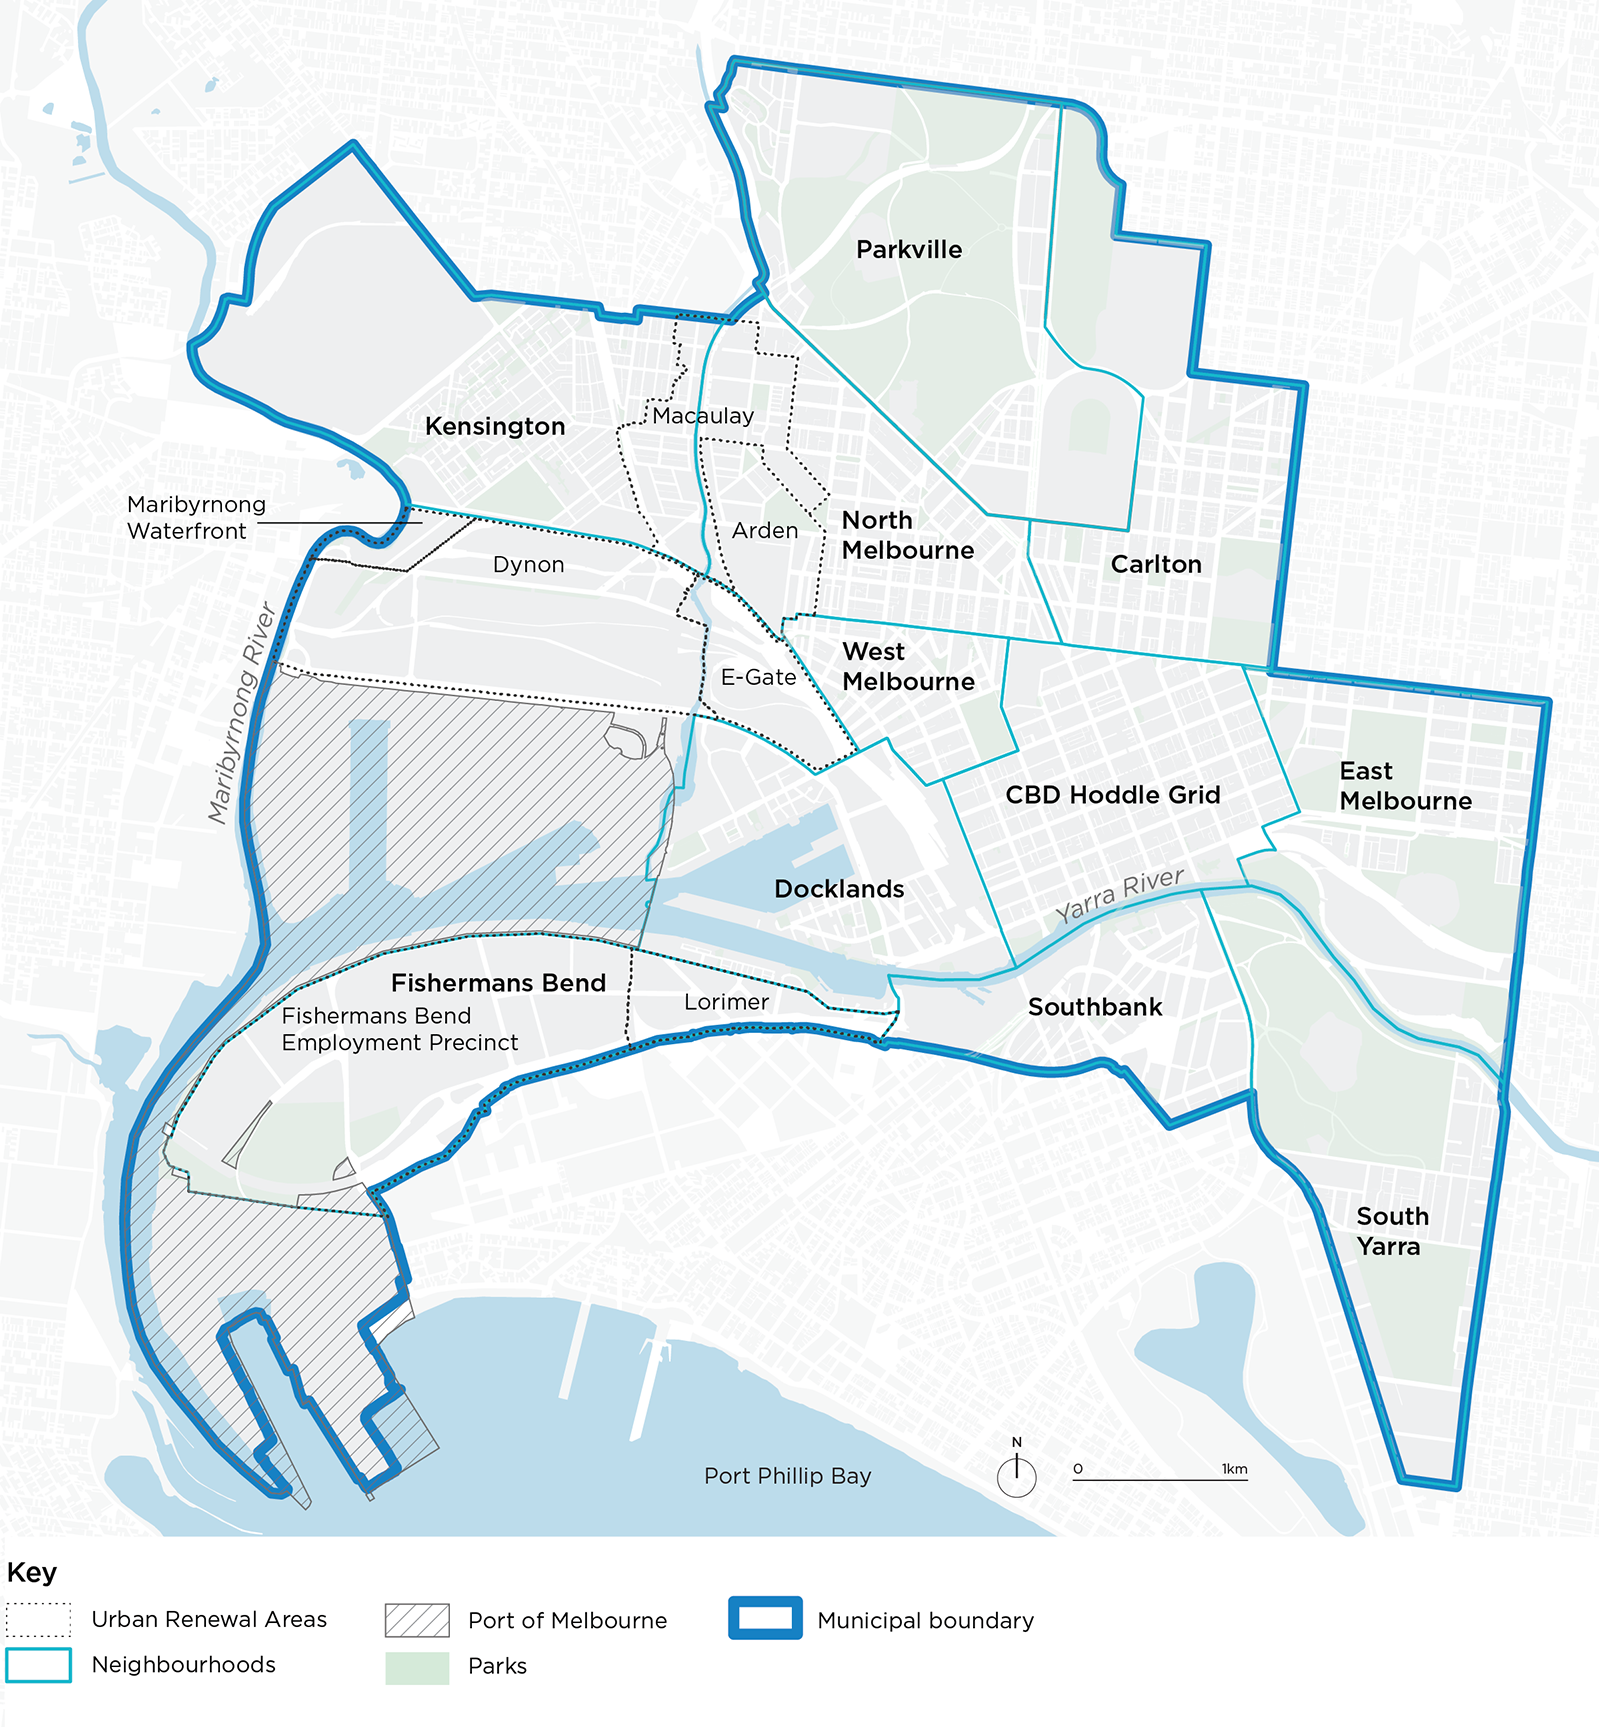 Parkville
Kensington
Macaulay
Maribyrnong
Waterfront
Dynon
Arden
North
Melbourne
Carlton
Maribyrnong River
E-Gate
West
Melbourne
CBD Hoddle Grid
East
Melbourne
Docklands
Yarra River
Fishermans Bend
Fishermans Bend
Employment Precinct
Lorimer
Southbank
South
Yarra
Port Phillip Bay
N
0
1km
Key
Urban Renewal Areas
Port of Melbourne
Municipal boundary
Neighbourhoods
Parks